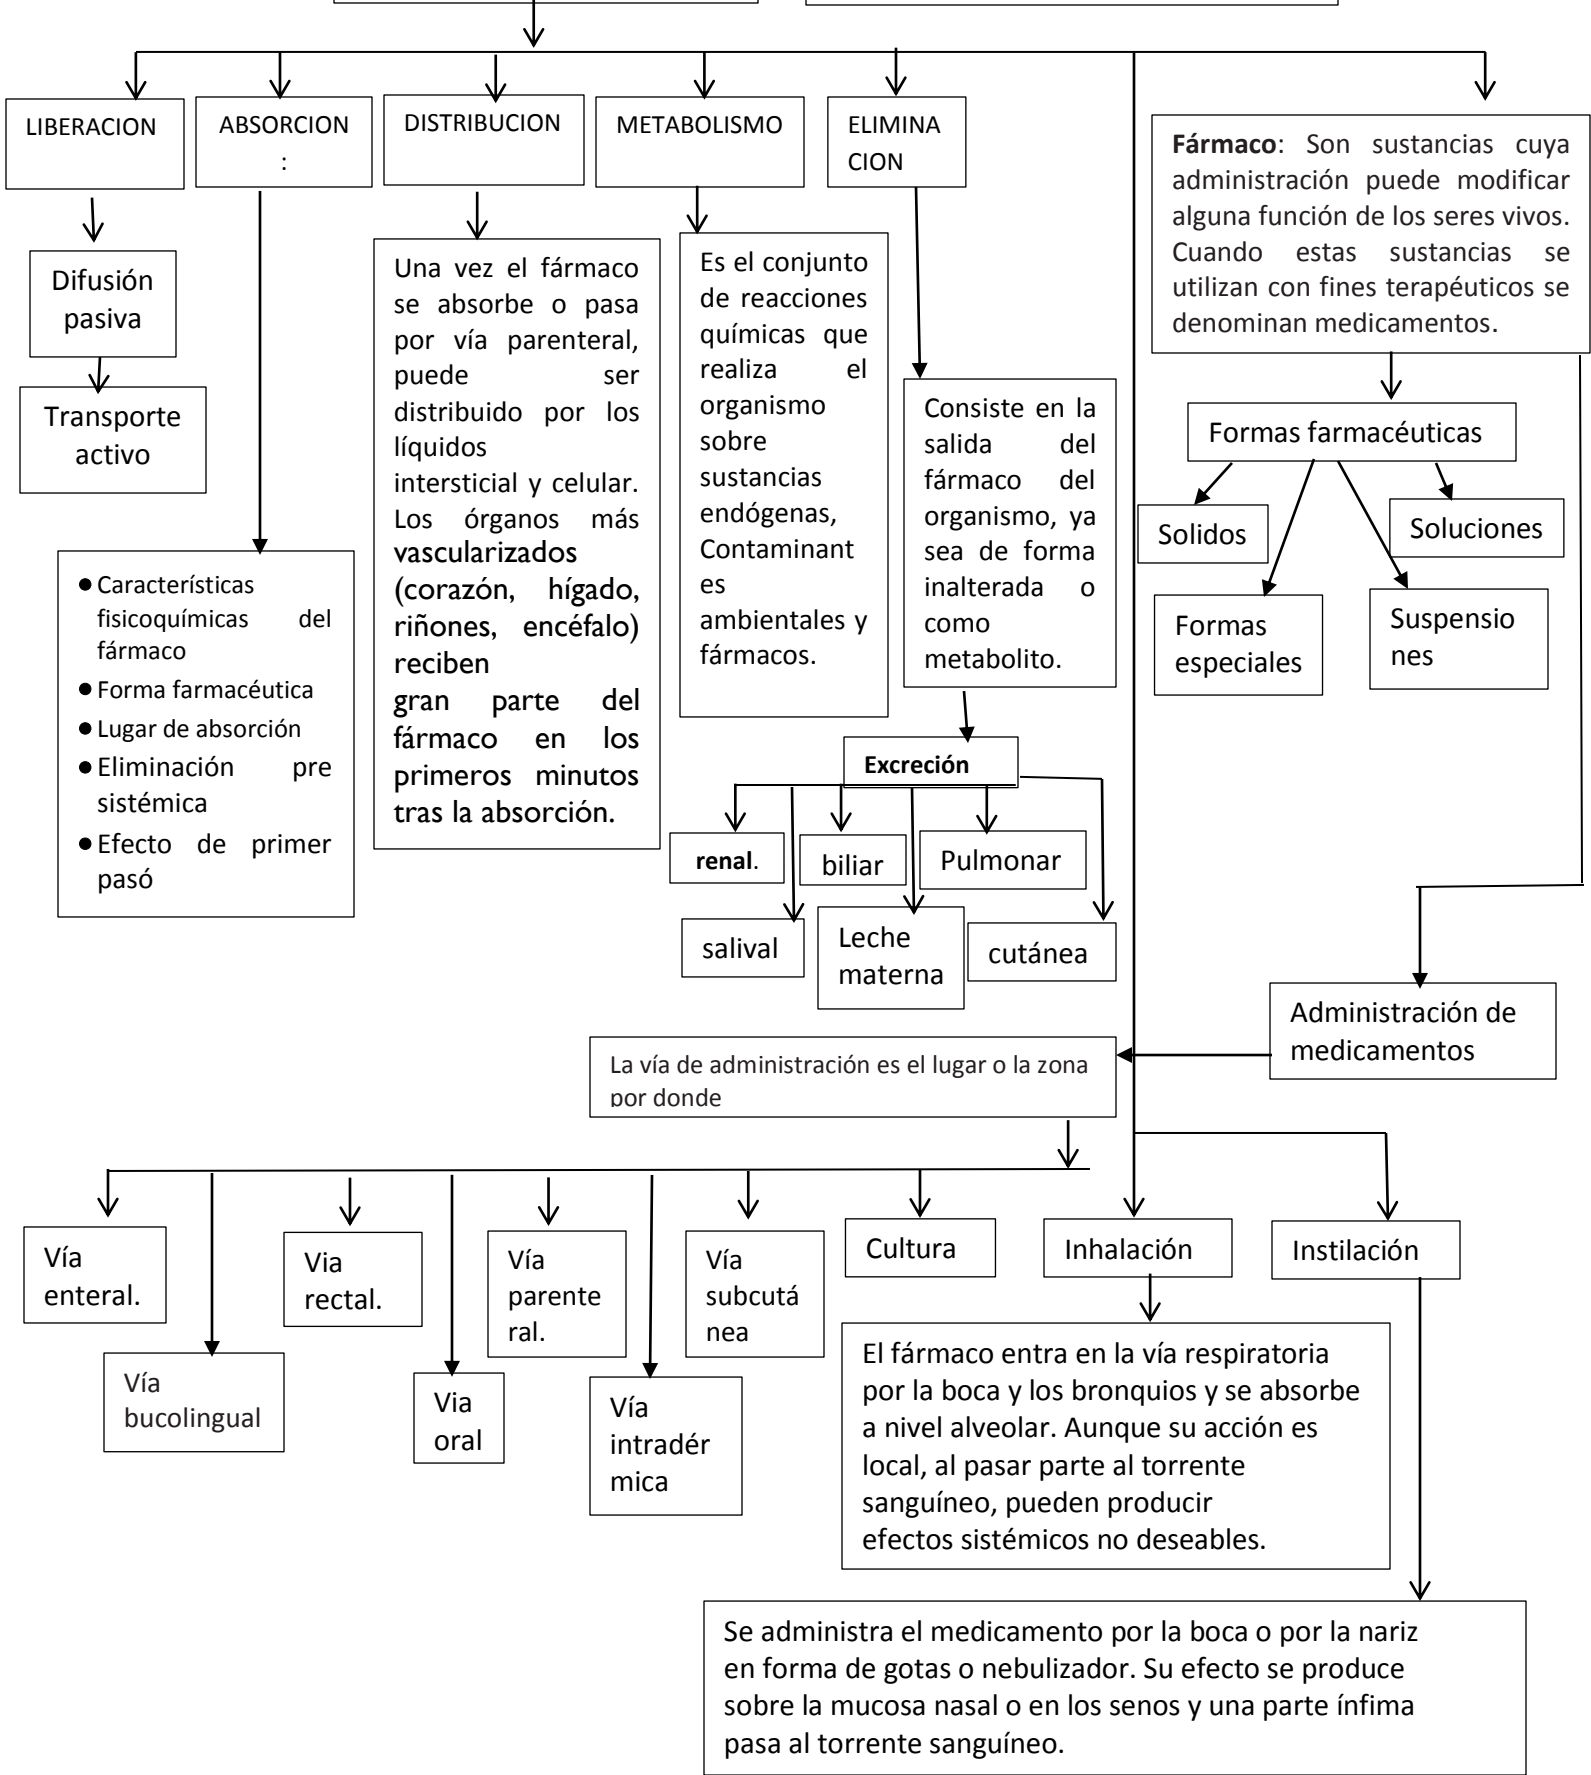 LIBERACION
ABSORCION
:
DISTRIBUCION
METABOLISMO
ELIMINA
CION
Fármaco: Son sustancias cuya
administración puede modificar
alguna función de los seres vivos.
Cuando estas sustancias se
utilizan con fines terapéuticos se
denominan medicamentos.
Difusión
pasiva
Transporte
activo
Una vez el fármaco
se absorbe o pasa
por vía parenteral,
puede ser
distribuido por los
líquidos
intersticial y celular.
Los órganos más
vascularizados
(corazón, hígado,
riñones, encéfalo)
reciben
gran parte del
fármaco en los
primeros minutos
tras la absorción.
Es el conjunto
de reacciones
químicas que
realiza el
organismo
sobre
sustancias
endógenas,
Contaminant
es
ambientales y
fármacos.
Consiste en la
salida del
fármaco del
organismo, ya
sea de forma
inalterada o
como
metabolito.
Formas farmacéuticas
Solidos
Soluciones
Formas
especiales
Suspensio
nes
● Características
fisicoquímicas del
fármaco
● Forma farmacéutica
● Lugar de absorción
● Eliminación pre
sistémica
● Efecto de primer
pasó
Excreción
renal.
biliar
Pulmonar
salival
Leche
materna
cutánea
Administración de
medicamentos
La vía de administración es el lugar o la zona
por donde
Vía
enteral.
Via
rectal.
Vía
parente
ral.
Vía
subcutá
nea
Cultura
Inhalación
Instilación
Vía
bucolingual
Via
oral
Vía
intradér
mica
El fármaco entra en la vía respiratoria
por la boca y los bronquios y se absorbe
a nivel alveolar. Aunque su acción es
local, al pasar parte al torrente
sanguíneo, pueden producir
efectos sistémicos no deseables.
Se administra el medicamento por la boca o por la nariz
en forma de gotas o nebulizador. Su efecto se produce
sobre la mucosa nasal o en los senos y una parte ínfima
pasa al torrente sanguíneo.